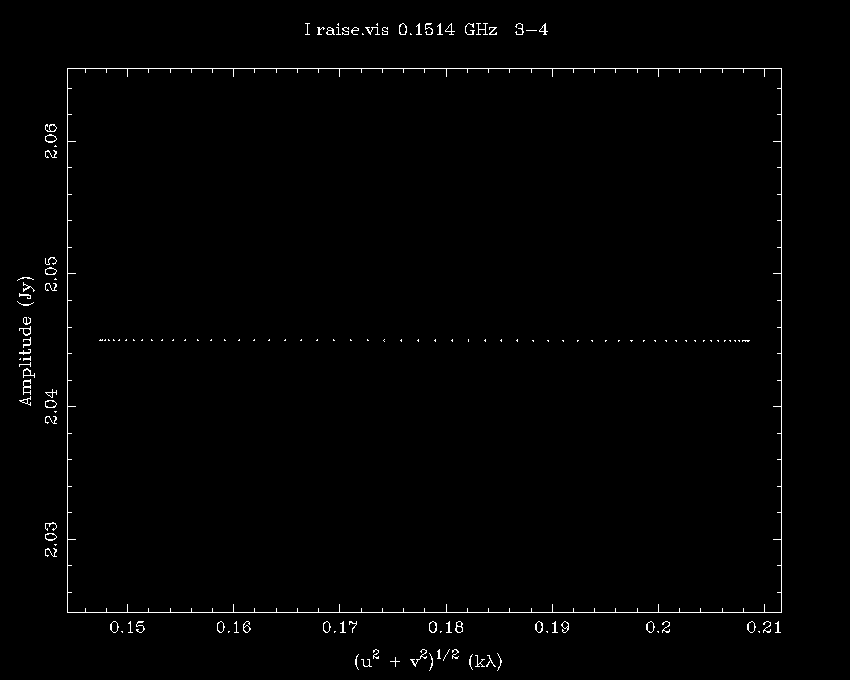 I raise.vis 0.1514 GHz 3-4
2.06
2.05
2.04
2.03
Amplitude (Jy)
0.15 0.16 0.17 0.18 0.19 0.2 0.21
(u² + v²)^1/2 (kλ)